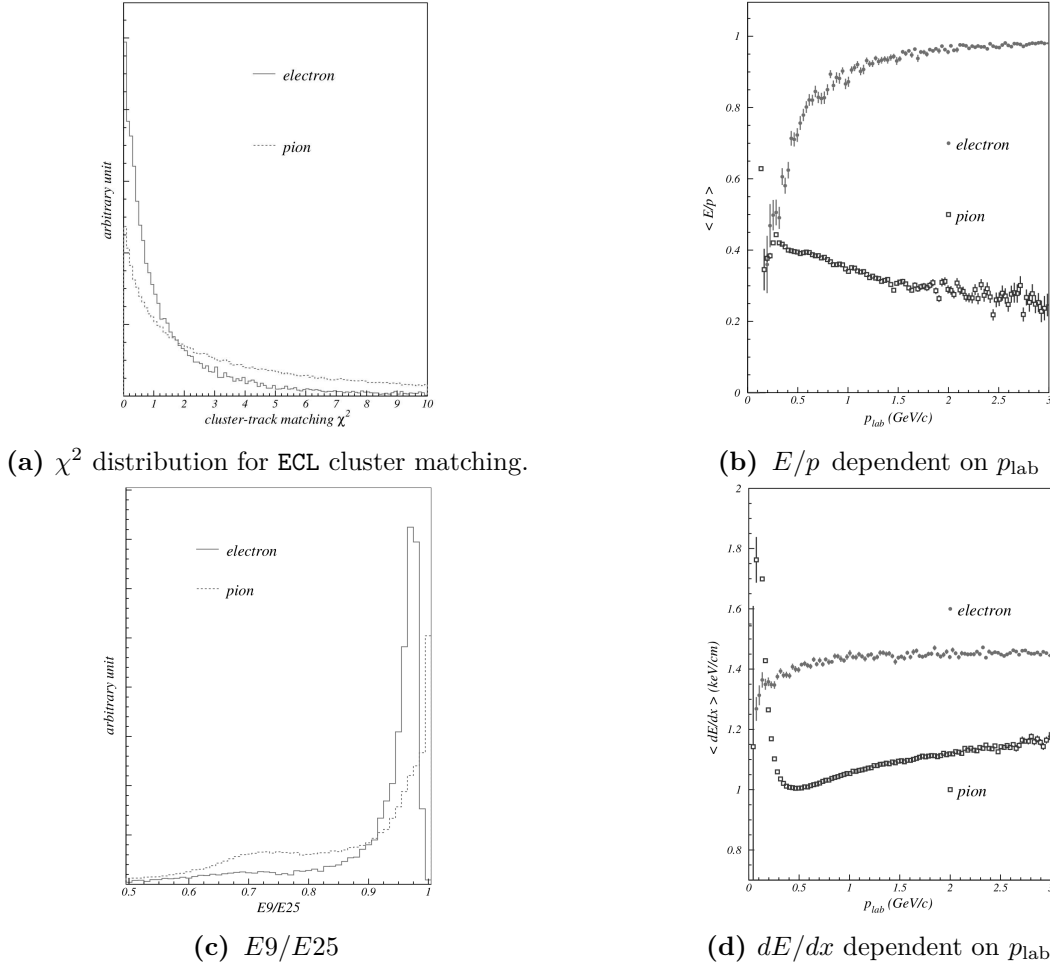 arbitrary unit
electron
pion
0 1 2 3 4 5 6 7 8 9 10
cluster-track matching χ²
(a) χ² distribution for ECL cluster matching.
< E/p >
1
0.8
0.6
0.4
0.2
0
electron
pion
0 0.5 1 1.5 2 2.5 3
p_lab (GeV/c)
(b) E/p dependent on p_lab
arbitrary unit
electron
pion
0.5 0.6 0.7 0.8 0.9 1
E9/E25
(c) E9/E25
< dE/dx > (keV/cm)
2
1.8
1.6
1.4
1.2
1
0.8
electron
pion
0 0.5 1 1.5 2 2.5 3
p_lab (GeV/c)
(d) dE/dx dependent on p_lab